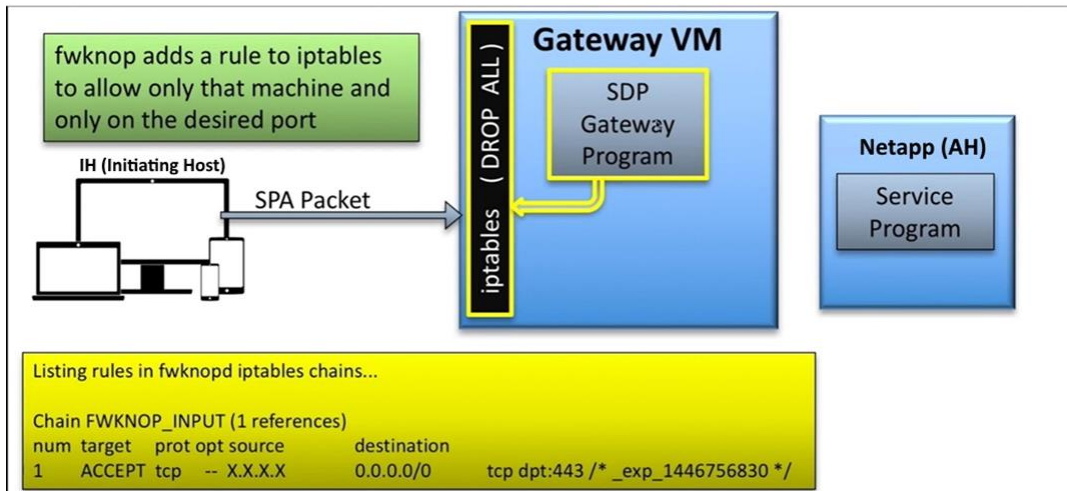 fwknop adds a rule to iptables
to allow only that machine and
only on the desired port
IH (Initiating Host)
SPA Packet
iptables (DROP ALL)
Gateway VM
SDP
Gateway
Program
Netapp (AH)
Service
Program
Listing rules in fwknopd iptables chains...
Chain FWKNOP_INPUT (1 references)
num target prot opt source destination
1 ACCEPT tcp -- X.X.X.X 0.0.0.0/0 tcp dpt:443 /* _exp_1446756830 */